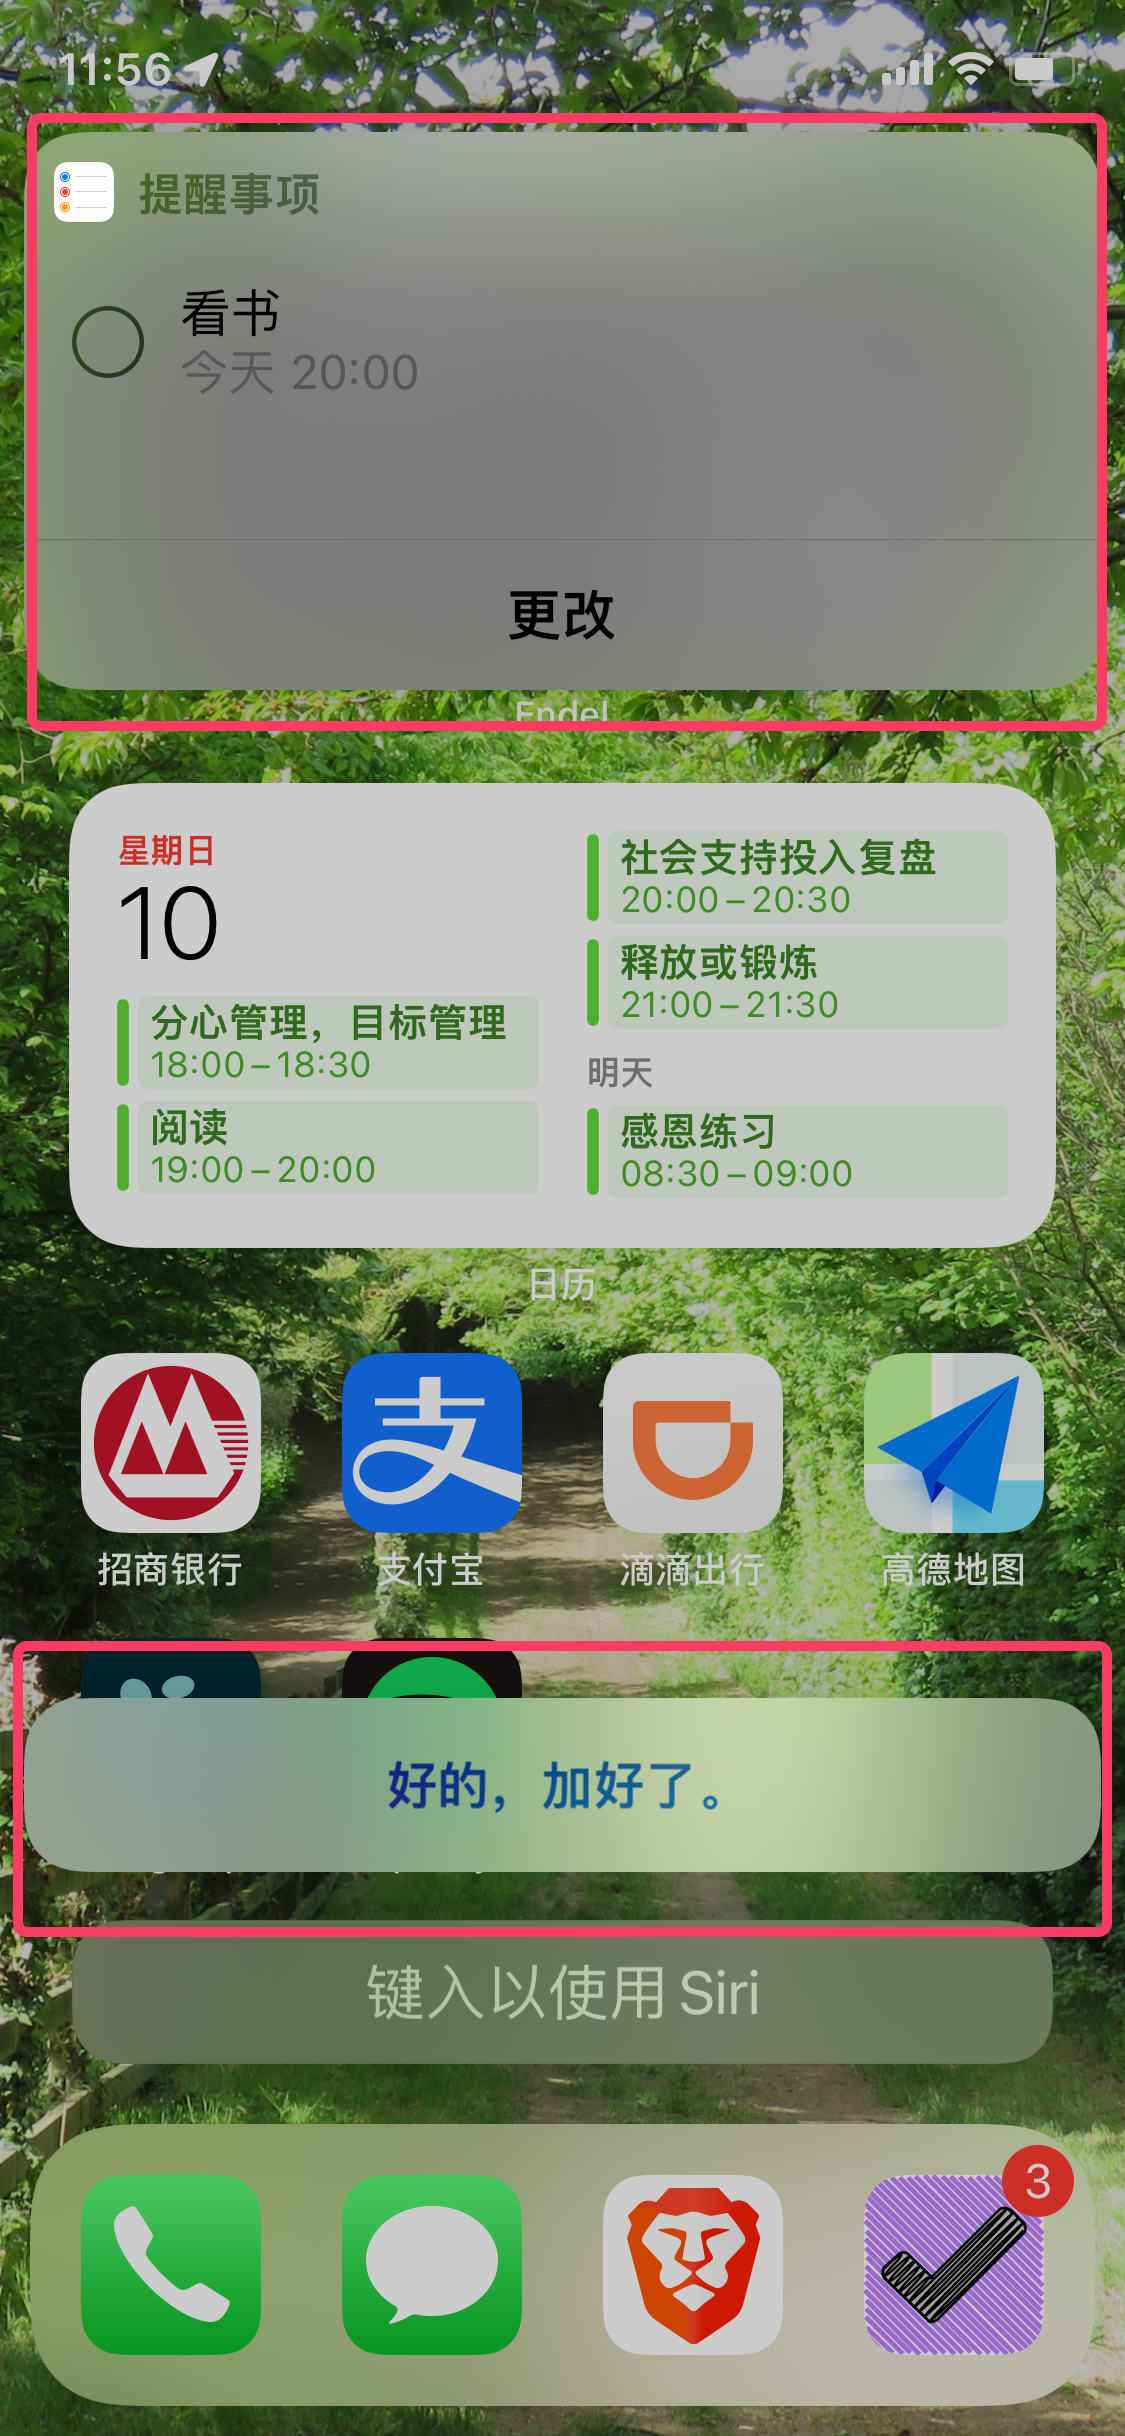 11:56
提醒事项
看书
今天 20:00
更改
Endel
星期日
10
分心管理，目标管理
18:00 – 18:30
阅读
19:00 – 20:00
社会支持投入复盘
20:00 – 20:30
释放或锻炼
21:00 – 21:30
明天
感恩练习
08:30 – 09:00
日历
招商银行
支付宝
滴滴出行
高德地图
好的，加好了。
键入以使用 Siri
3